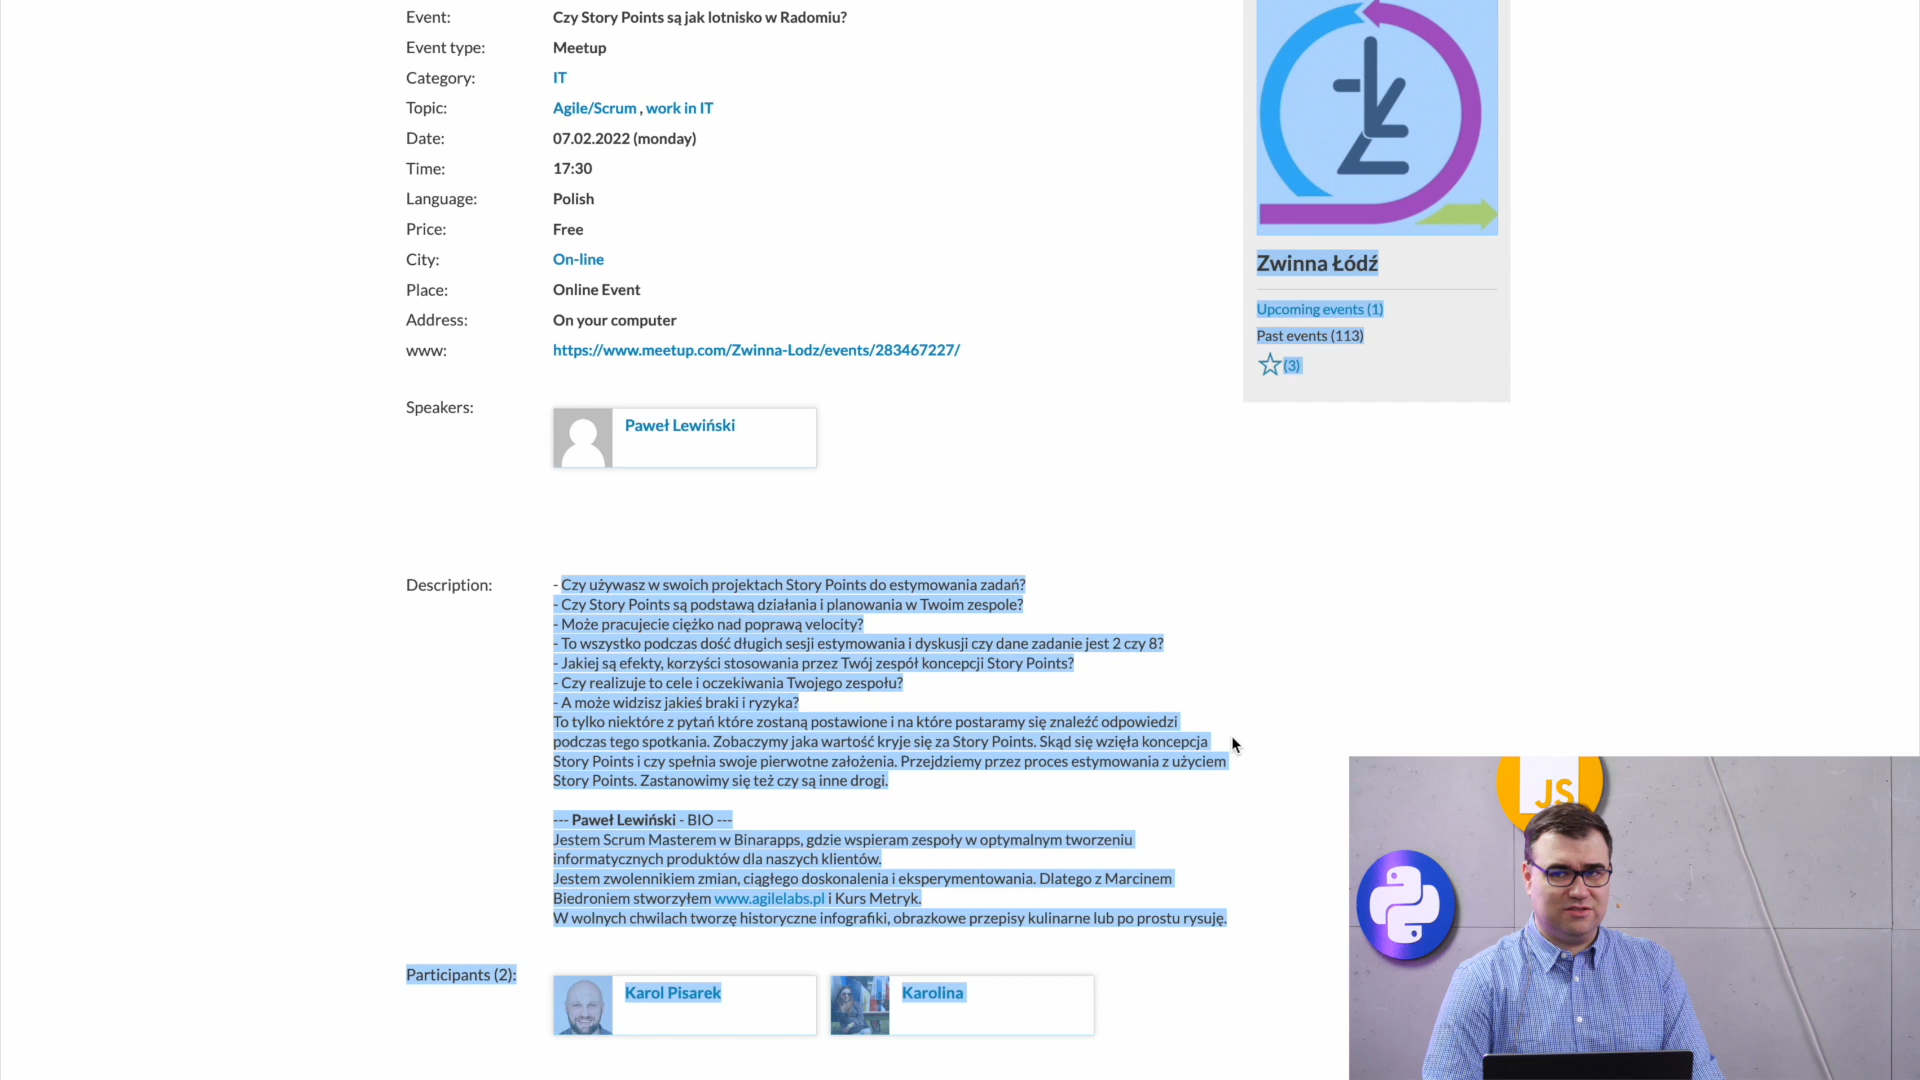 Event: Czy Story Points są jak lotnisko w Radomiu?
Event type: Meetup
Category: IT
Topic: Agile/Scrum , work in IT
Date: 07.02.2022 (monday)
Time: 17:30
Language: Polish
Price: Free
City: On-line
Place: Online Event
Address: On your computer
www: https://www.meetup.com/Zwinna-Lodz/events/283467227/
Zwinna Łódź
Upcoming events (1)
Past events (113)
(3)
Speakers: Paweł Lewiński
Description: - Czy używasz w swoich projektach Story Points do estymowania zadań?
- Czy Story Points są podstawą działania i planowania w Twoim zespole?
- Może pracujecie ciężko nad poprawą velocity?
- To wszystko podczas dość długich sesji estymowania i dyskusji czy dane zadanie jest 2 czy 8?
- Jakiej są efekty, korzyści stosowania przez Twój zespół koncepcji Story Points?
- Czy realizuje to cele i oczekiwania Twojego zespołu?
- A może widzisz jakieś braki i ryzyka?
To tylko niektóre z pytań które zostaną postawione i na które postaramy się znaleźć odpowiedzi
podczas tego spotkania. Zobaczymy jaka wartość kryje się za Story Points. Skąd się wzięła koncepcja
Story Points i czy spełnia swoje pierwotne założenia. Przejdziemy przez proces estymowania z użyciem
Story Points. Zastanowimy się też czy są inne drogi.
--- Paweł Lewiński - BIO ---
Jestem Scrum Masterem w Binarapps, gdzie wspieram zespoły w optymalnym tworzeniu
informatycznych produktów dla naszych klientów.
Jestem zwolennikiem zmian, ciągłego doskonalenia i eksperymentowania. Dlatego z Marcinem
Biedroniem stworzyłem www.agilelabs.pl i Kurs Metryk.
W wolnych chwilach tworzę historyczne infografiki, obrazkowe przepisy kulinarne lub po prostu rysuję.
Participants (2): Karol Pisarek Karolina
JS